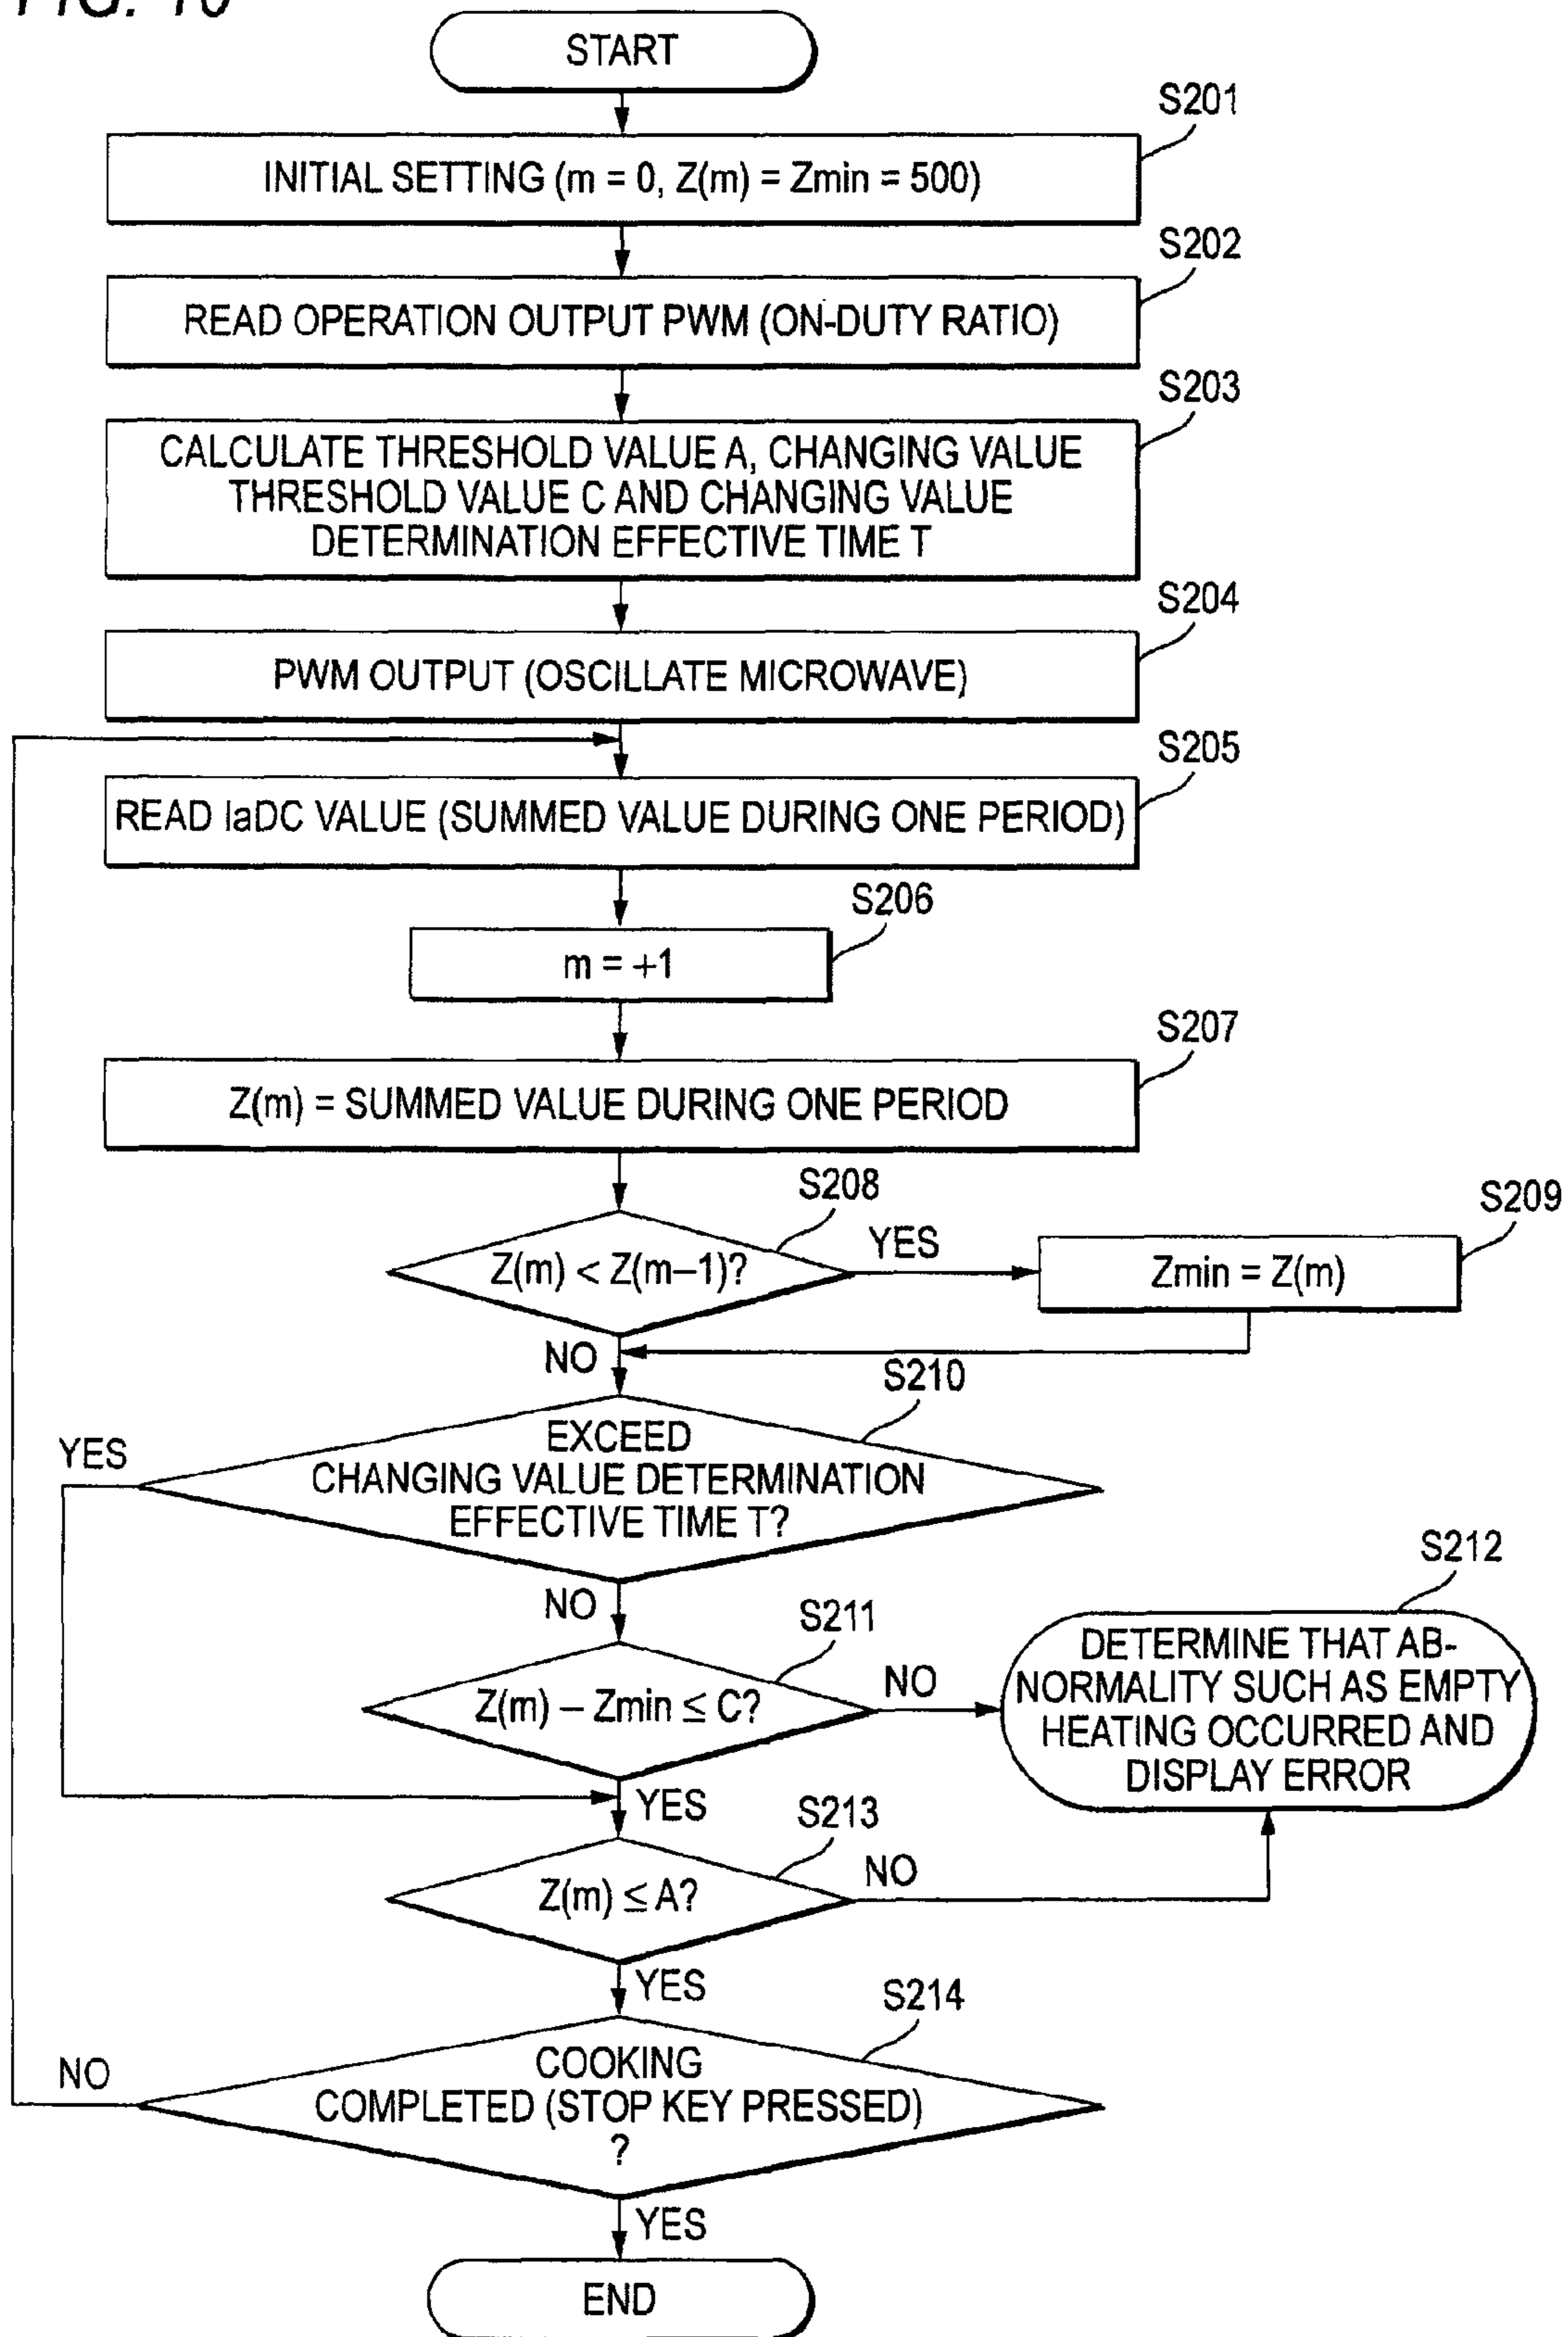 FIG. 10
START
S201
INITIAL SETTING (m = 0, Z(m) = Zmin = 500)
S202
READ OPERATION OUTPUT PWM (ON-DUTY RATIO)
S203
CALCULATE THRESHOLD VALUE A, CHANGING VALUE
THRESHOLD VALUE C AND CHANGING VALUE
DETERMINATION EFFECTIVE TIME T
S204
PWM OUTPUT (OSCILLATE MICROWAVE)
S205
READ IaDC VALUE (SUMMED VALUE DURING ONE PERIOD)
S206
m = +1
S207
Z(m) = SUMMED VALUE DURING ONE PERIOD
S208
Z(m) < Z(m–1)?
YES
S209
Zmin = Z(m)
NO
S210
EXCEED
CHANGING VALUE DETERMINATION
EFFECTIVE TIME T?
YES
NO
S211
Z(m) – Zmin ≤ C?
NO
S212
DETERMINE THAT AB-
NORMALITY SUCH AS EMPTY
HEATING OCCURRED AND
DISPLAY ERROR
YES
S213
Z(m) ≤ A?
NO
YES
S214
COOKING
COMPLETED (STOP KEY PRESSED)
?
NO
YES
END